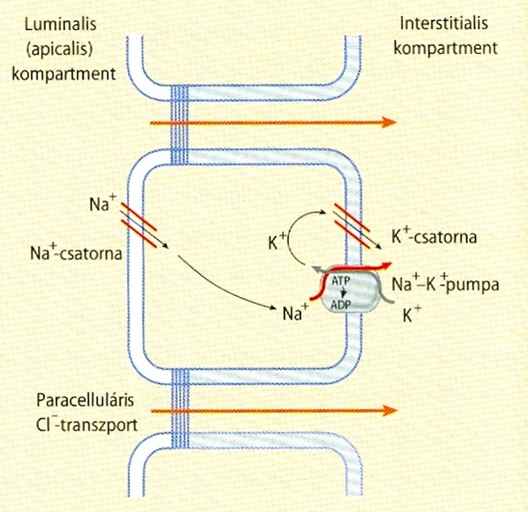 Luminalis
(apicalis)
kompartment
Interstitialis
kompartment
Na⁺
Na⁺-csatorna
K⁺
K⁺-csatorna
ATP
ADP
Na⁺–K⁺-pumpa
Na⁺
K⁺
Paracelluláris
Cl⁻-transzport